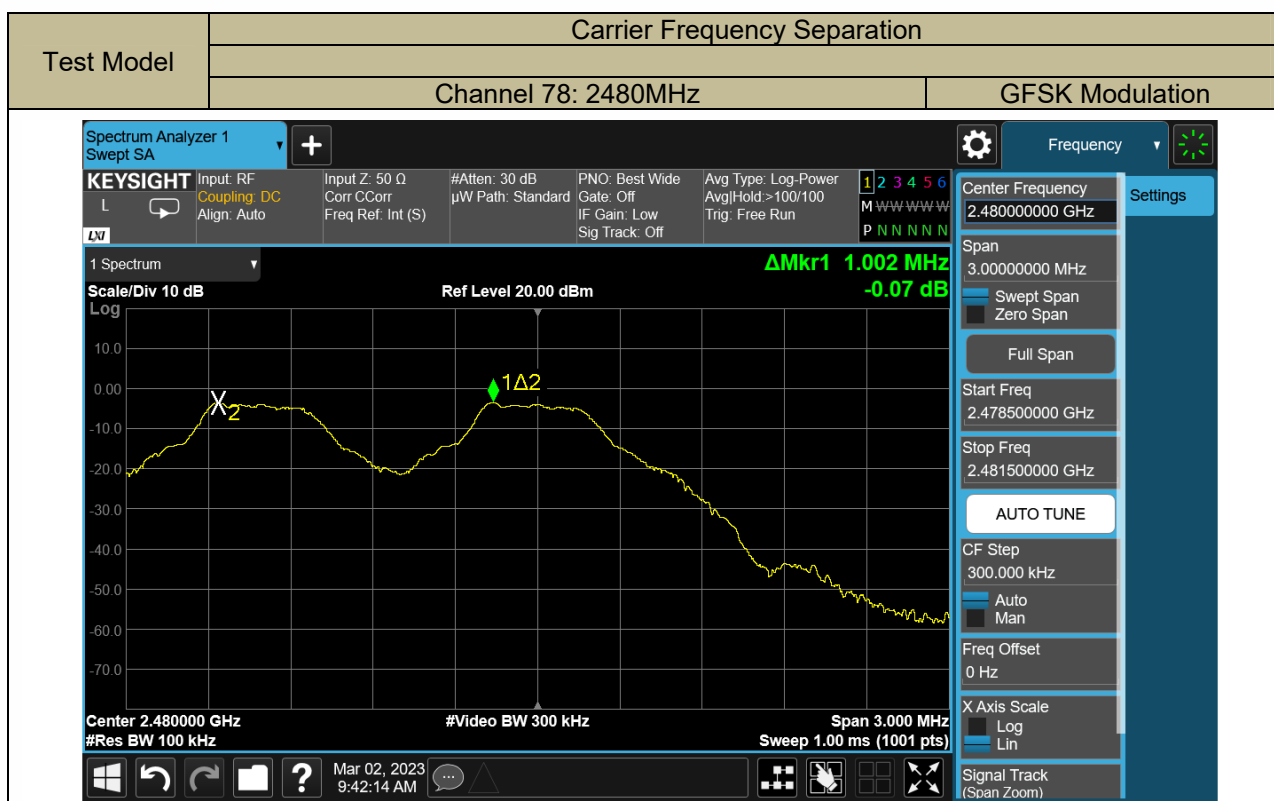 Carrier Frequency Separation
Test Model
Channel 78: 2480MHz
GFSK Modulation
Spectrum Analyzer 1
Swept SA
+
Frequency
KEYSIGHT
L
LXI
Input: RF
Coupling: DC
Align: Auto
Input Z: 50 Ω
Corr CCorr
Freq Ref: Int (S)
#Atten: 30 dB
µW Path: Standard
PNO: Best Wide
Gate: Off
IF Gain: Low
Sig Track: Off
Avg Type: Log-Power
Avg|Hold:>100/100
Trig: Free Run
1 2 3 4 5 6
M W W W W W
P N N N N N
Center Frequency
2.480000000 GHz
Settings
Span
3.00000000 MHz
Swept Span
Zero Span
Full Span
Start Freq
2.478500000 GHz
Stop Freq
2.481500000 GHz
AUTO TUNE
CF Step
300.000 kHz
Auto
Man
Freq Offset
0 Hz
X Axis Scale
Log
Lin
Signal Track
(Span Zoom)
1 Spectrum
ΔMkr1 1.002 MHz
-0.07 dB
Scale/Div 10 dB
Ref Level 20.00 dBm
Log
10.0
0.00
-10.0
-20.0
-30.0
-40.0
-50.0
-60.0
-70.0
X2
1Δ2
Center 2.480000 GHz
#Video BW 300 kHz
Span 3.000 MHz
#Res BW 100 kHz
Sweep 1.00 ms (1001 pts)
?
Mar 02, 2023
9:42:14 AM